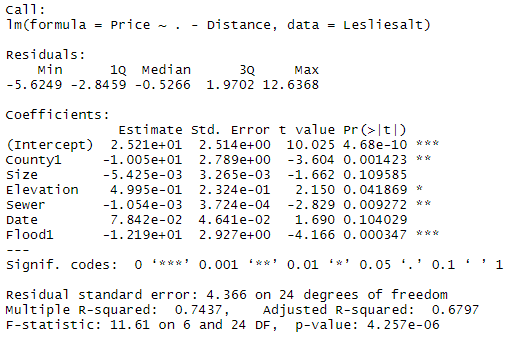 Call:
lm(formula = Price ~ . - Distance, data = Lesliesalt)
Residuals:
Min 1Q Median 3Q Max
-5.6249 -2.8459 -0.5266 1.9702 12.6368
Coefficients:
Estimate Std. Error t value Pr(>|t|)
(Intercept) 2.521e+01 2.514e+00 10.025 4.68e-10 ***
County1 -1.005e+01 2.789e+00 -3.604 0.001423 **
Size -5.425e-03 3.265e-03 -1.662 0.109585
Elevation 4.995e-01 2.324e-01 2.150 0.041869 *
Sewer -1.054e-03 3.724e-04 -2.829 0.009272 **
Date 7.842e-02 4.641e-02 1.690 0.104029
Flood1 -1.219e+01 2.927e+00 -4.166 0.000347 ***
---
Signif. codes: 0 ‘***’ 0.001 ‘**’ 0.01 ‘*’ 0.05 ‘.’ 0.1 ‘ ’ 1
Residual standard error: 4.366 on 24 degrees of freedom
Multiple R-squared: 0.7437, Adjusted R-squared: 0.6797
F-statistic: 11.61 on 6 and 24 DF, p-value: 4.257e-06